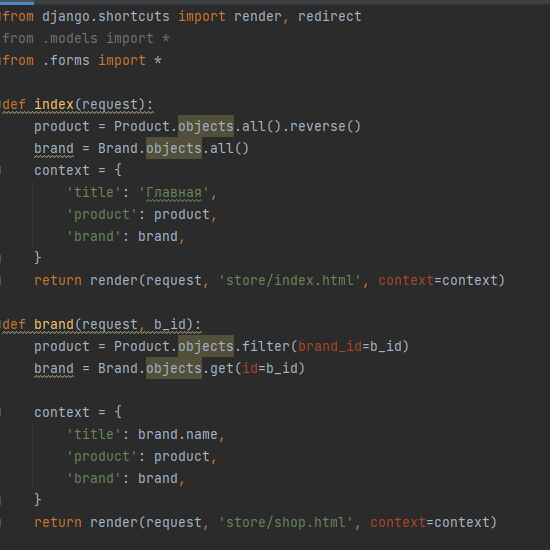 from django.shortcuts import render, redirect
from .models import *
from .forms import *
def index(request):
    product = Product.objects.all().reverse()
    brand = Brand.objects.all()
    context = {
        'title': 'Главная',
        'product': product,
        'brand': brand,
    }
    return render(request, 'store/index.html', context=context)
def brand(request, b_id):
    product = Product.objects.filter(brand_id=b_id)
    brand = Brand.objects.get(id=b_id)
    context = {
        'title': brand.name,
        'product': product,
        'brand': brand,
    }
    return render(request, 'store/shop.html', context=context)